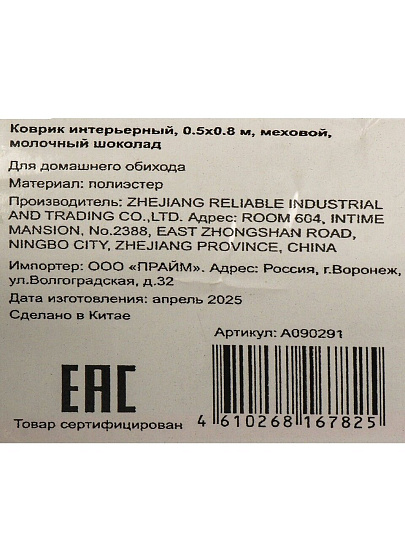 Коврик интерьерный, 0.5х0.8 м, меховой,
молочный шоколад
Для домашнего обихода
Материал: полиэстер
Производитель: ZHEJIANG RELIABLE INDUSTRIAL
AND TRADING CO.,LTD. Адрес: ROOM 604, INTIME
MANSION, No.2388, EAST ZHONGSHAN ROAD,
NINGBO CITY, ZHEJIANG PROVINCE, CHINA
Импортер: ООО «ПРАЙМ». Адрес: Россия, г.Воронеж,
ул.Волгоградская, д.32
Дата изготовления: апрель 2025
Сделано в Китае
Артикул: А090291
EAC
Товар сертифицирован
4 610268 167825